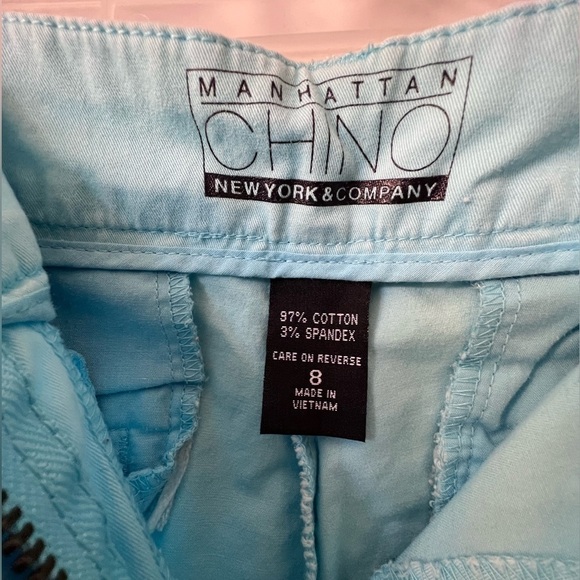 MANHATTAN
CHINO
NEW YORK & COMPANY
97% COTTON
3% SPANDEX
CARE ON REVERSE
8
MADE IN
VIETNAM